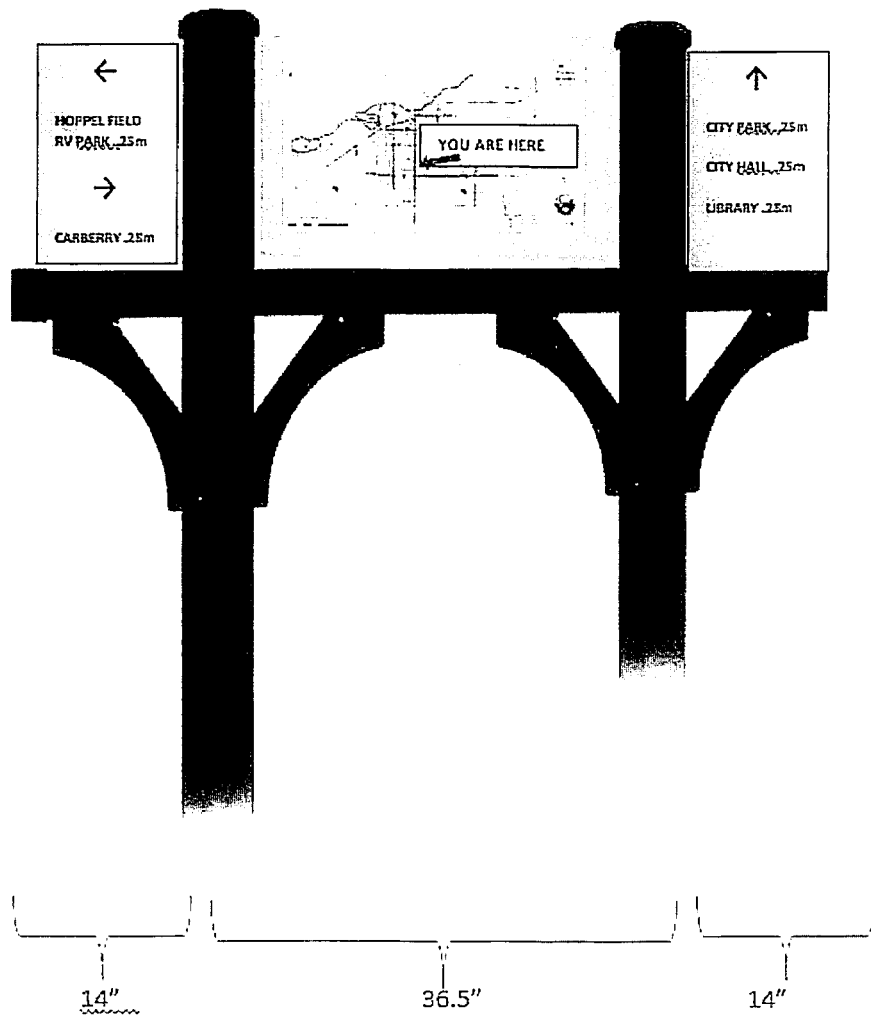 ←
HOPPEL FIELD
RV PARK .25m
→
CARBERRY .25m
YOU ARE HERE
↑
CITY PARK .25m
CITY HALL .25m
LIBRARY .25m
14”
36.5”
14”